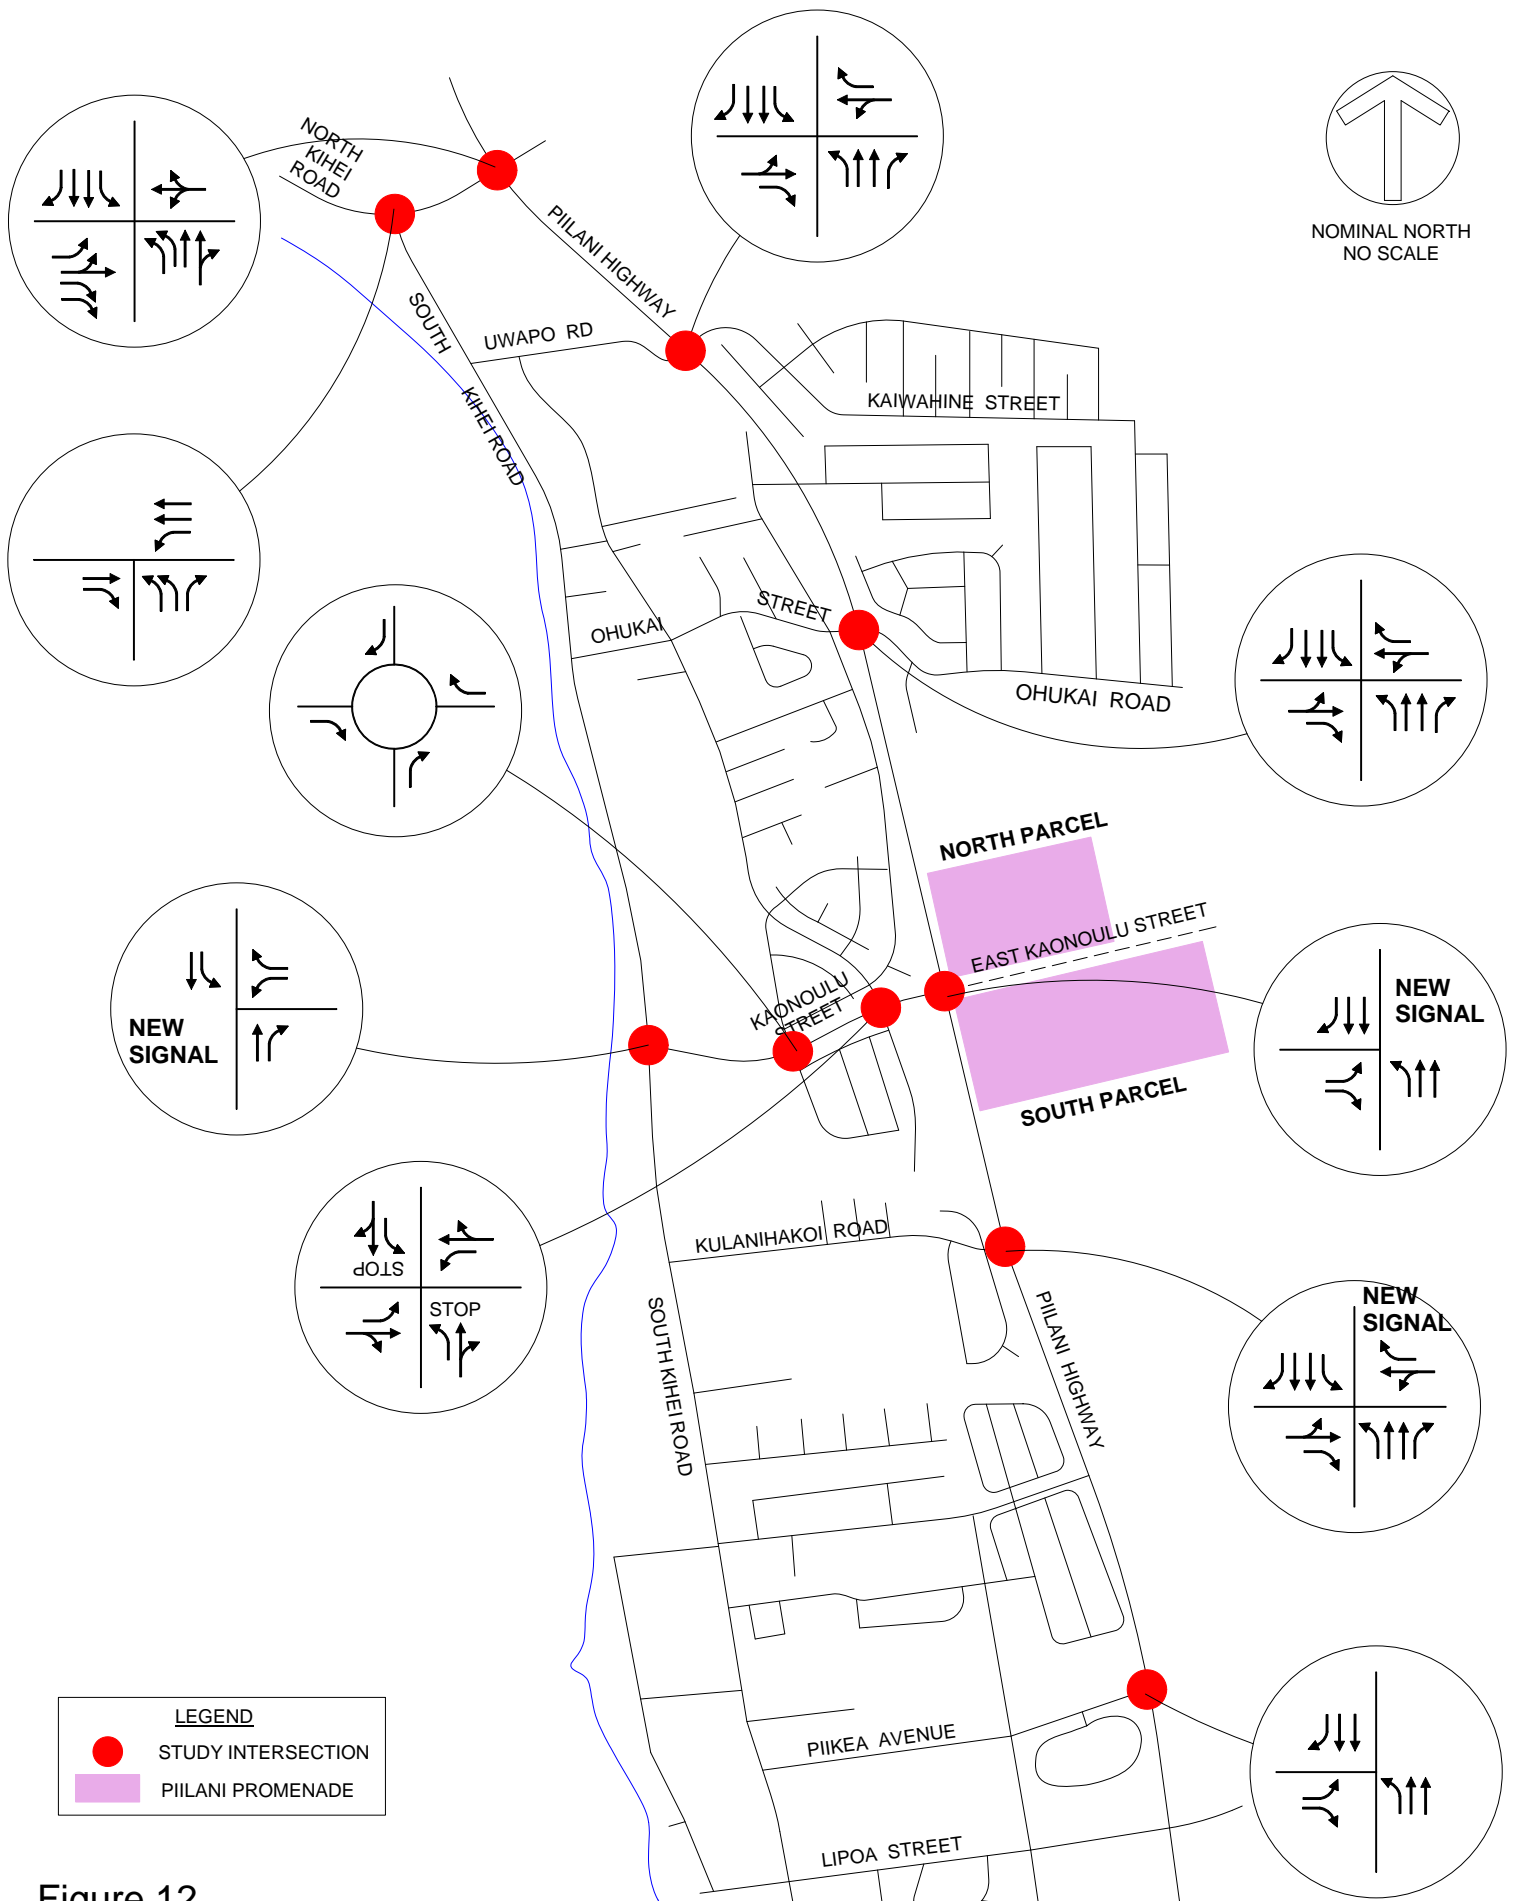 NORTH
KIHEI
ROAD
PIILANI HIGHWAY
NOMINAL NORTH
NO SCALE
SOUTH
KIHEI ROAD
UWAPO RD
KAIWAHINE STREET
OHUKAI
STREET
OHUKAI ROAD
NORTH PARCEL
EAST KAONOULU STREET
SOUTH PARCEL
KAONOULU
STREET
NEW
SIGNAL
NEW
SIGNAL
STOP
STOP
KULANIHAKOI ROAD
SOUTH KIHEI ROAD
PIILANI HIGHWAY
NEW
SIGNAL
LEGEND
STUDY INTERSECTION
PIILANI PROMENADE
PIIKEA AVENUE
LIPOA STREET
Figure 12